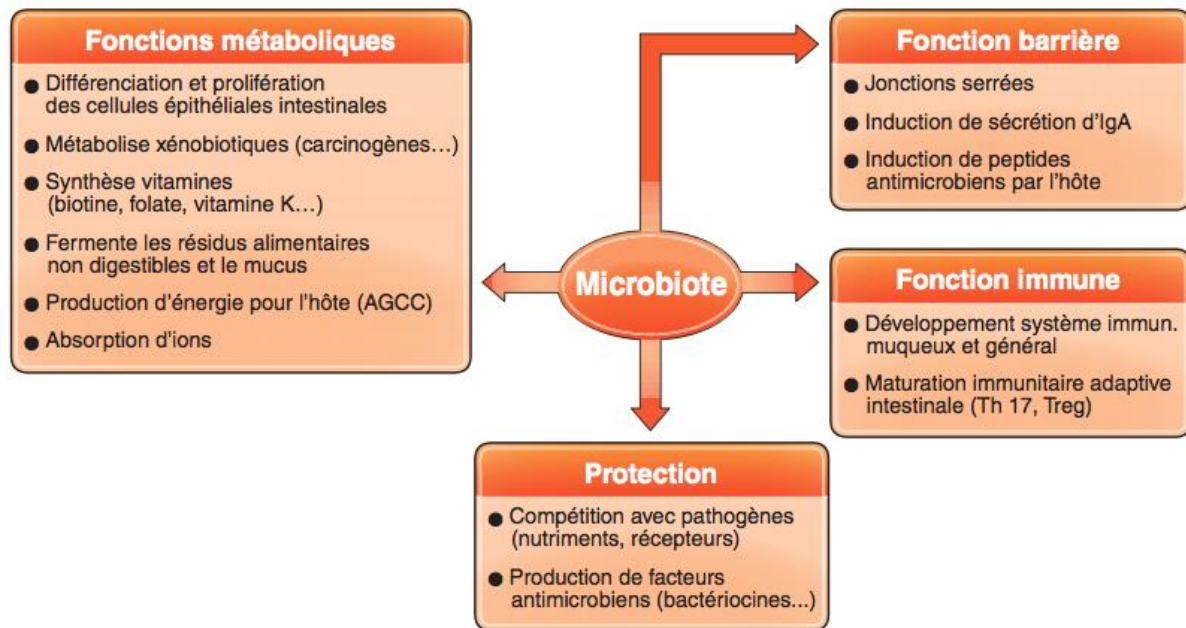 Fonctions métaboliques
● Différenciation et prolifération
des cellules épithéliales intestinales
● Métabolise xénobiotiques (carcinogènes…)
● Synthèse vitamines
(biotine, folate, vitamine K…)
● Fermente les résidus alimentaires
non digestibles et le mucus
● Production d’énergie pour l’hôte (AGCC)
● Absorption d’ions
Fonction barrière
● Jonctions serrées
● Induction de sécrétion d’IgA
● Induction de peptides
antimicrobiens par l’hôte
Microbiote
Fonction immune
● Développement système immun.
muqueux et général
● Maturation immunitaire adaptive
intestinale (Th 17, Treg)
Protection
● Compétition avec pathogènes
(nutriments, récepteurs)
● Production de facteurs
antimicrobiens (bactériocines...)